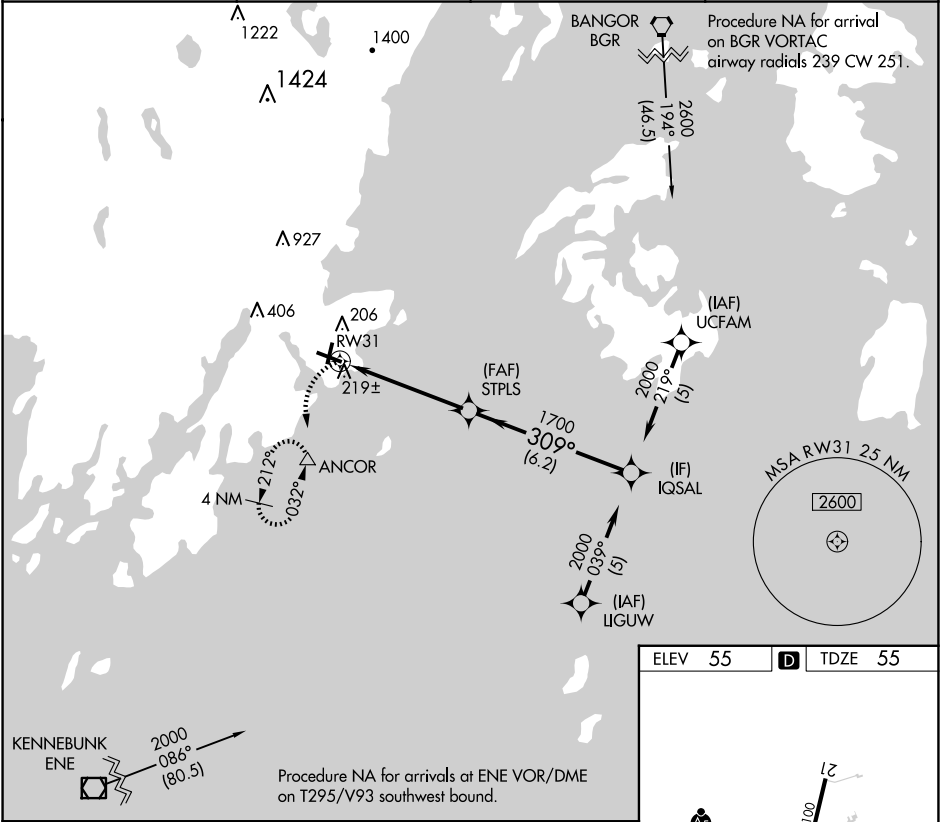 1222
1400
1424
BANGOR
BGR
Procedure NA for arrival
on BGR VORTAC
airway radials 239 CW 251.
2600
194°
(46.5)
927
406
206
RW31
219±
(IAF)
UCFAM
2000
219°
(5)
(FAF)
STPLS
1700
309°
(6.2)
(IF)
IQSAL
ANCOR
212°
032°
4 NM
MSA RW31 25 NM
2600
2000
039°
(5)
(IAF)
LIGUW
ELEV 55 D TDZE 55
KENNEBUNK
ENE
2000
086°
(80.5)
Procedure NA for arrivals at ENE VOR/DME
on T295/V93 southwest bound.
21
100
A